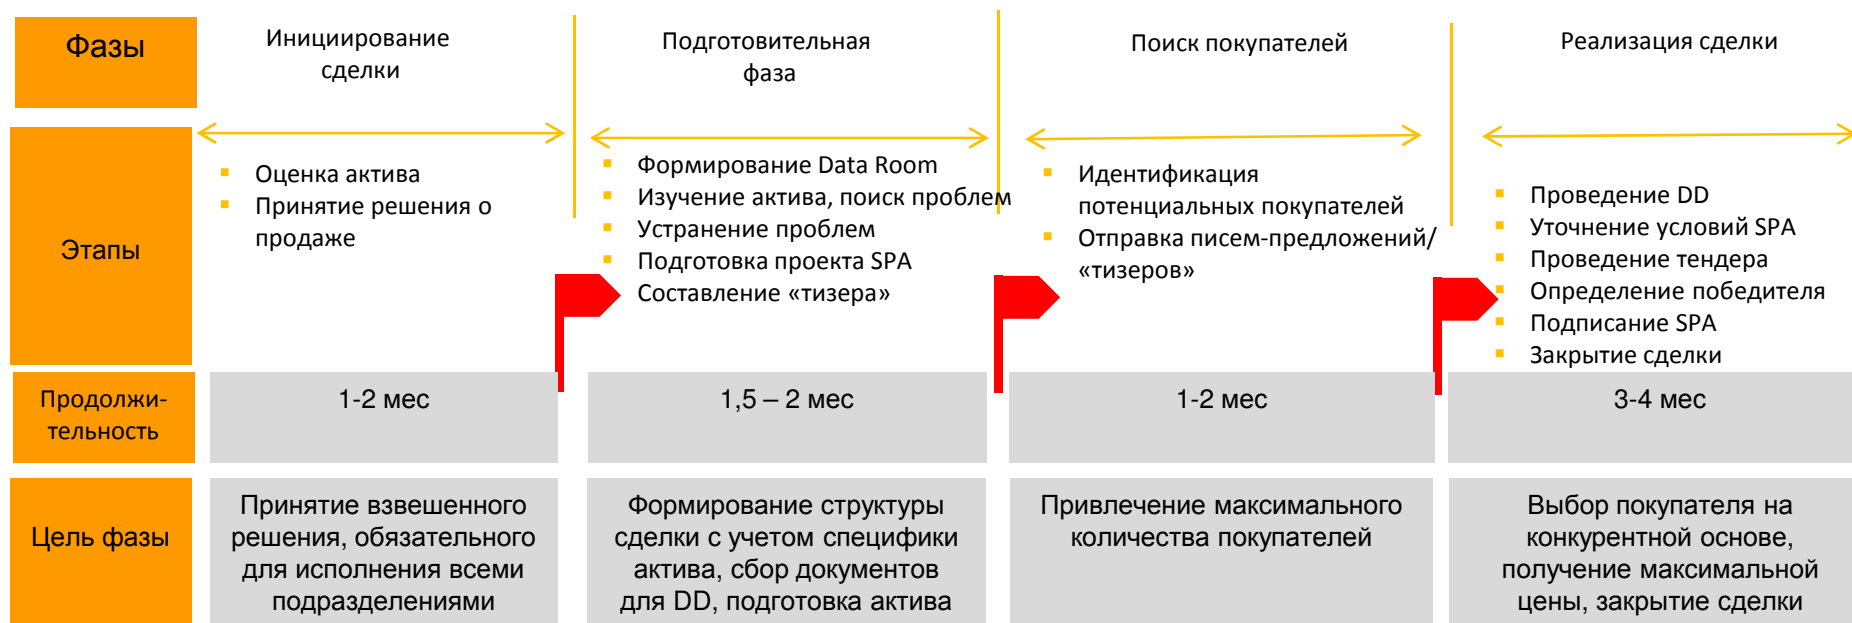 Фазы
Инициирование
сделки
Подготовительная
фаза
Поиск покупателей
Реализация сделки
Этапы
Оценка актива
Принятие решения о
продаже
Формирование Data Room
Изучение актива, поиск проблем
Устранение проблем
Подготовка проекта SPA
Составление «тизера»
Идентификация
потенциальных покупателей
Отправка писем-предложений/
«тизеров»
Проведение DD
Уточнение условий SPA
Проведение тендера
Определение победителя
Подписание SPA
Закрытие сделки
Продолжи-
тельность
1-2 мес
1,5 – 2 мес
1-2 мес
3-4 мес
Цель фазы
Принятие взвешенного
решения, обязательного
для исполнения всеми
подразделениями
Формирование структуры
сделки с учетом специфики
актива, сбор документов
для DD, подготовка актива
Привлечение максимального
количества покупателей
Выбор покупателя на
конкурентной основе,
получение максимальной
цены, закрытие сделки